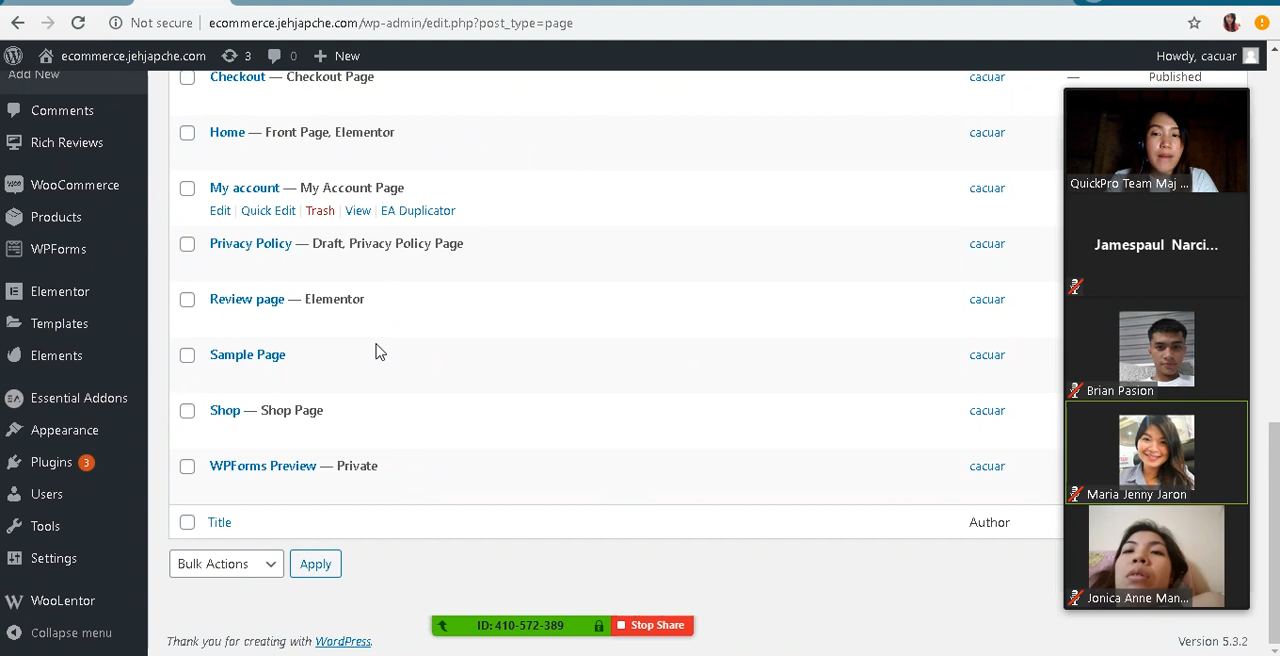 Not secure | ecommerce.jehjapche.com/wp-admin/edit.php?post_type=page
ecommerce.jehjapche.com 3 0 New Howdy, cacuar
Add New
Comments
Rich Reviews
WooCommerce
Products
WPForms
Elementor
Templates
Elements
Essential Addons
Appearance
Plugins 3
Users
Tools
Settings
WooLentor
Collapse menu
Checkout — Checkout Page cacuar — Published
Home — Front Page, Elementor cacuar
My account — My Account Page cacuar
Edit | Quick Edit | Trash | View | EA Duplicator
Privacy Policy — Draft, Privacy Policy Page cacuar
Review page — Elementor cacuar
Sample Page cacuar
Shop — Shop Page cacuar
WPForms Preview — Private cacuar
Title Author
Bulk Actions Apply
ID: 410-572-389 Stop Share
Thank you for creating with WordPress. Version 5.3.2
QuickPro Team Maj ...
Jamespaul Narci...
Brian Pasion
Maria Jenny Jaron
Jonica Anne Man...